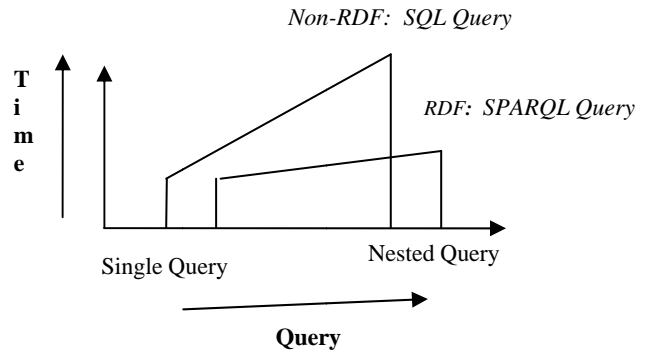 Non-RDF: SQL Query
T
i
m
e
RDF: SPARQL Query
Single Query
Nested Query
Query